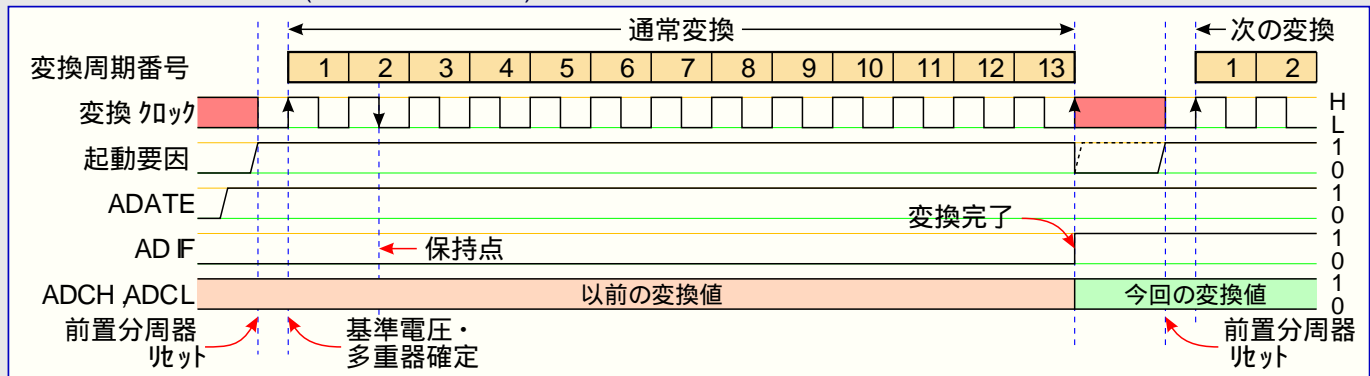 通常変換
次の変換
変換周期番号 1 2 3 4 5 6 7 8 9 10 11 12 13 1 2
変換クロック H L
起動要因 1 0
ADATE 1 0
変換完了
ADIF 保持点 1 0
ADCH,ADCL 以前の変換値 今回の変換値 1 0
前置分周器
リセット
基準電圧・
多重器確定
前置分周器
リセット